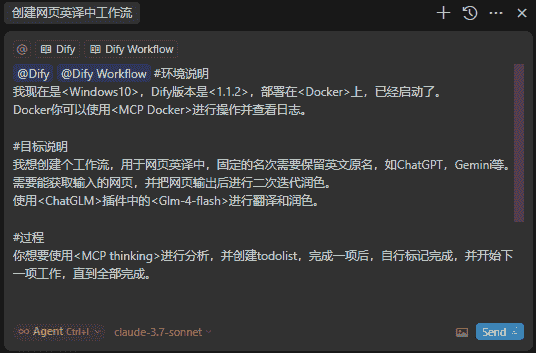 创建网页英译中工作流
@ Dify Dify Workflow
@Dify @Dify Workflow #环境说明
我现在是<Windows10>，Dify版本是<1.1.2>，部署在<Docker>上，已经启动了。
Docker你可以使用<MCP Docker>进行操作并查看日志。
#目标说明
我想创建个工作流，用于网页英译中，固定的名次需要保留英文原名，如ChatGPT，Gemini等。
需要能获取输入的网页，并把网页输出后进行二次迭代润色。
使用<ChatGLM>插件中的<Glm-4-flash>进行翻译和润色。
#过程
你想要使用<MCP thinking>进行分析，并创建todolist，完成一项后，自行标记完成，并开始下
一项工作，直到全部完成。
Agent Ctrl+I claude-3.7-sonnet Send